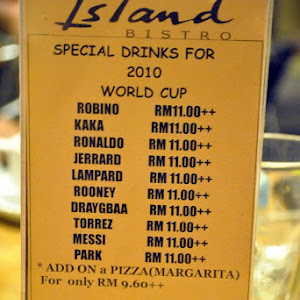 Island
BISTRO
SPECIAL DRINKS FOR
2010
WORLD CUP
ROBINO RM11.00++
KAKA RM11.00++
RONALDO RM 11.00++
JERRARD RM 11.00++
LAMPARD RM 11.00++
ROONEY RM 11.00++
DRAYGBAA RM 11.00++
TORREZ RM 11.00++
MESSI RM 11.00++
PARK RM 11.00++
* ADD ON a PIZZA(MARGARITA)
For only RM 9.60++